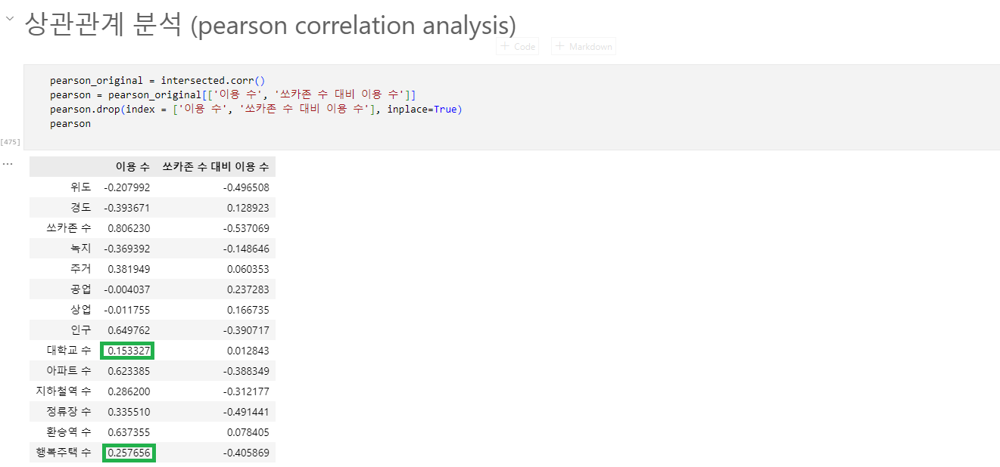 상관관계 분석 (pearson correlation analysis)
+ Code + Markdown
pearson_original = intersected.corr()
pearson = pearson_original[['이용 수', '쏘카존 수 대비 이용 수']]
pearson.drop(index = ['이용 수', '쏘카존 수 대비 이용 수'], inplace=True)
pearson
[475]
...
이용 수 쏘카존 수 대비 이용 수
위도 -0.207992 -0.496508
경도 -0.393671 0.128923
쏘카존 수 0.806230 -0.537069
녹지 -0.369392 -0.148646
주거 0.381949 0.060353
공업 -0.004037 0.237283
상업 -0.011755 0.166735
인구 0.649762 -0.390717
대학교 수 0.153327 0.012843
아파트 수 0.623385 -0.388349
지하철역 수 0.286200 -0.312177
정류장 수 0.335510 -0.491441
환승역 수 0.637355 0.078405
행복주택 수 0.257656 -0.405869